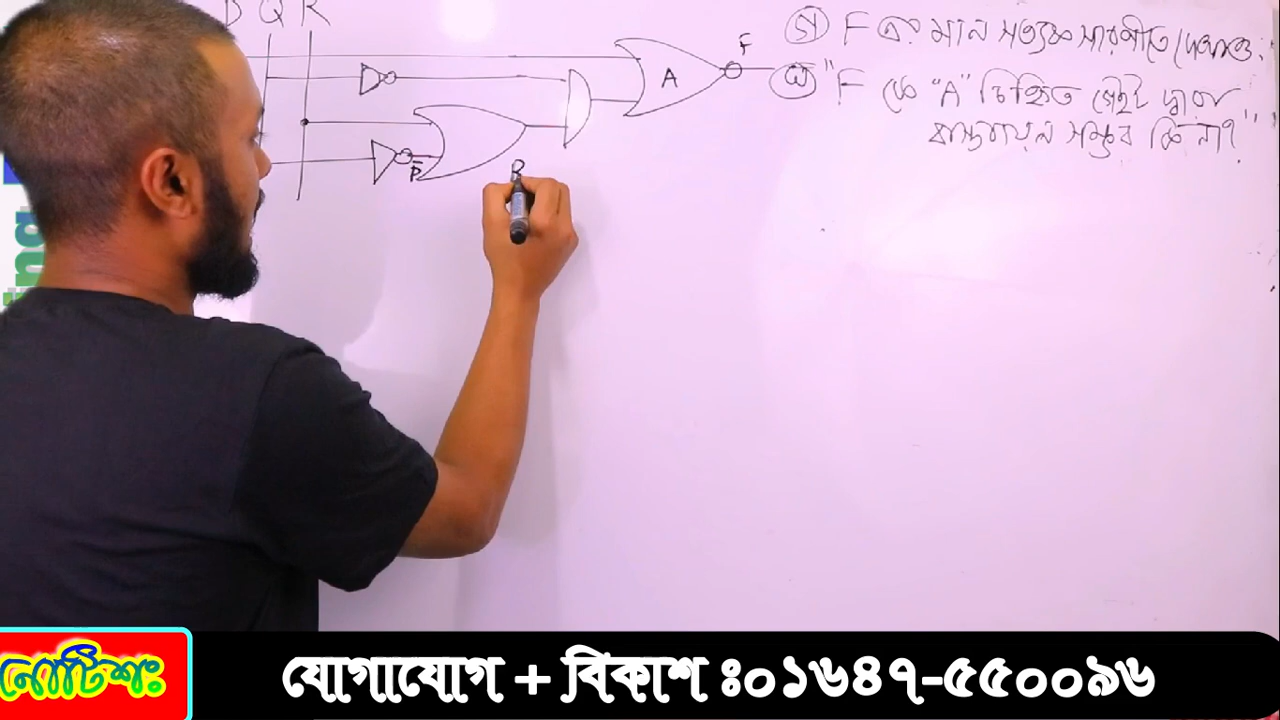 P Q R
F
A
P̅
R
(গ) F এর মান সত্যক সারণীতে দেখাও।
(ঘ) "F কে "A" চিহ্নিত গেইট দ্বারা
বাস্তবায়ন সম্ভব কি না?"
নোটিশঃ
যোগাযোগ + বিকাশ ঃ০১৬৪৭-৫৫০০৯৬